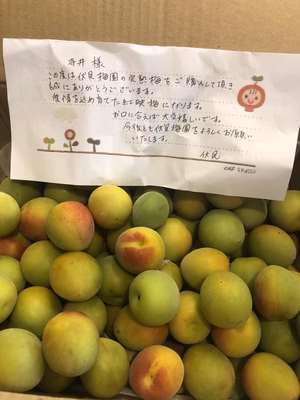 寺井 様
この度は伏見梅園の完熟梅をご購入して頂き
誠にありがとうございます。
愛情を込め育てた紅映梅になります。
お口に合えば大変嬉しいです。
今後とも伏見梅園をよろしくお願い
いたします。
伏見